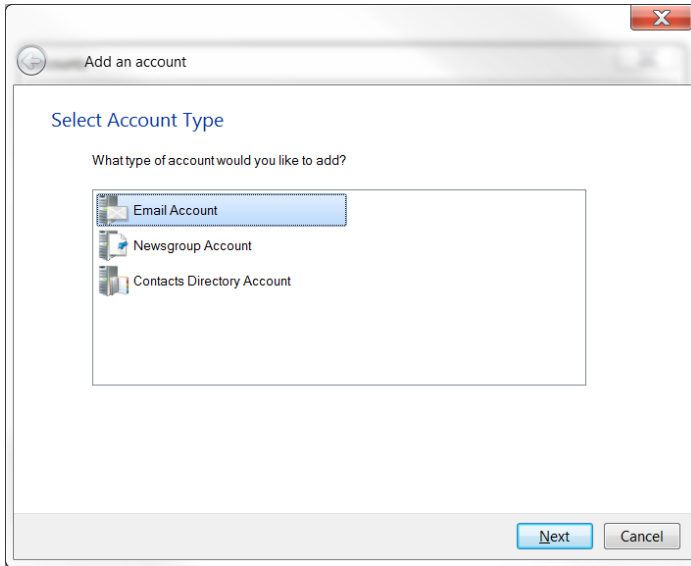 Add an account
Select Account Type
What type of account would you like to add?
Email Account
Newsgroup Account
Contacts Directory Account
Next
Cancel